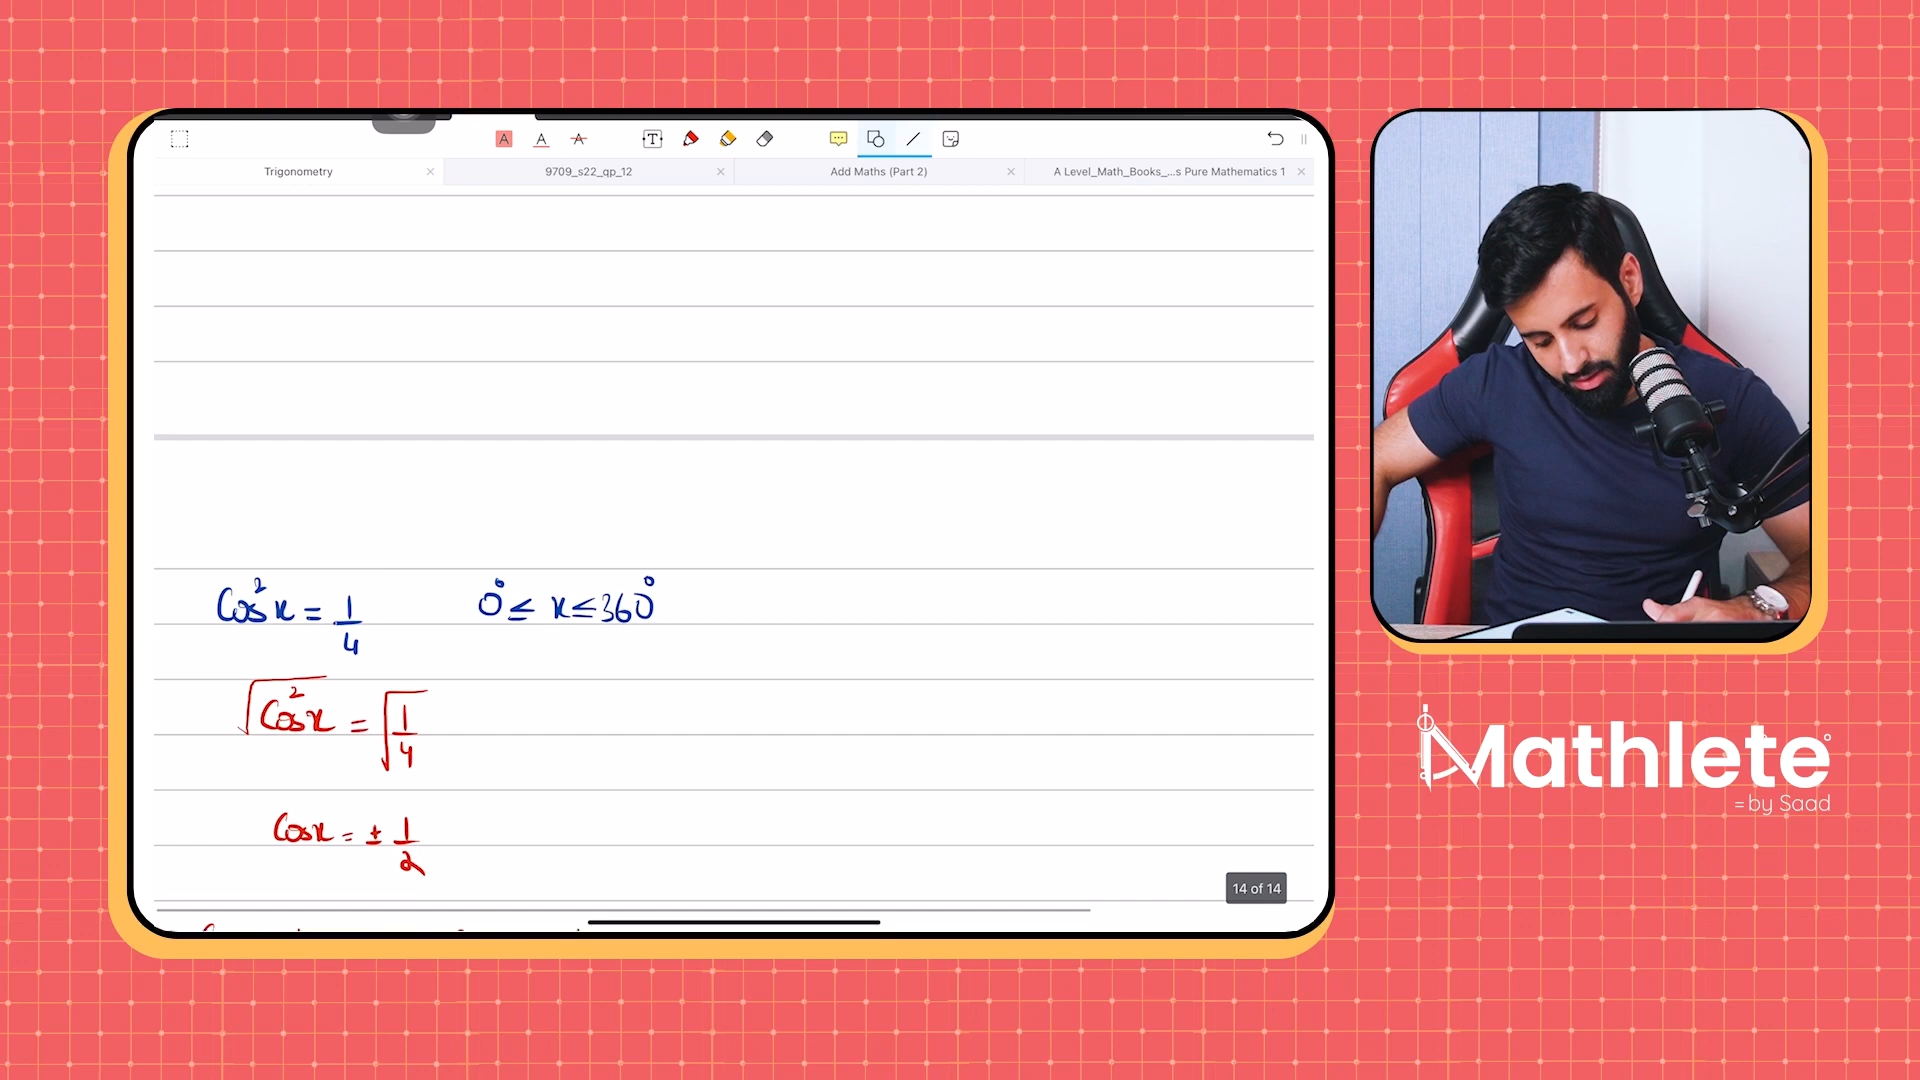 A A A T
Trigonometry 9709_s22_qp_12 Add Maths (Part 2) A Level_Math_Books_...s Pure Mathematics 1
Cos²x = 1/4 0° ≤ x ≤ 360°
√Cos²x = √1/4
Cosx = ± 1/2
14 of 14
Mathlete
= by Saad